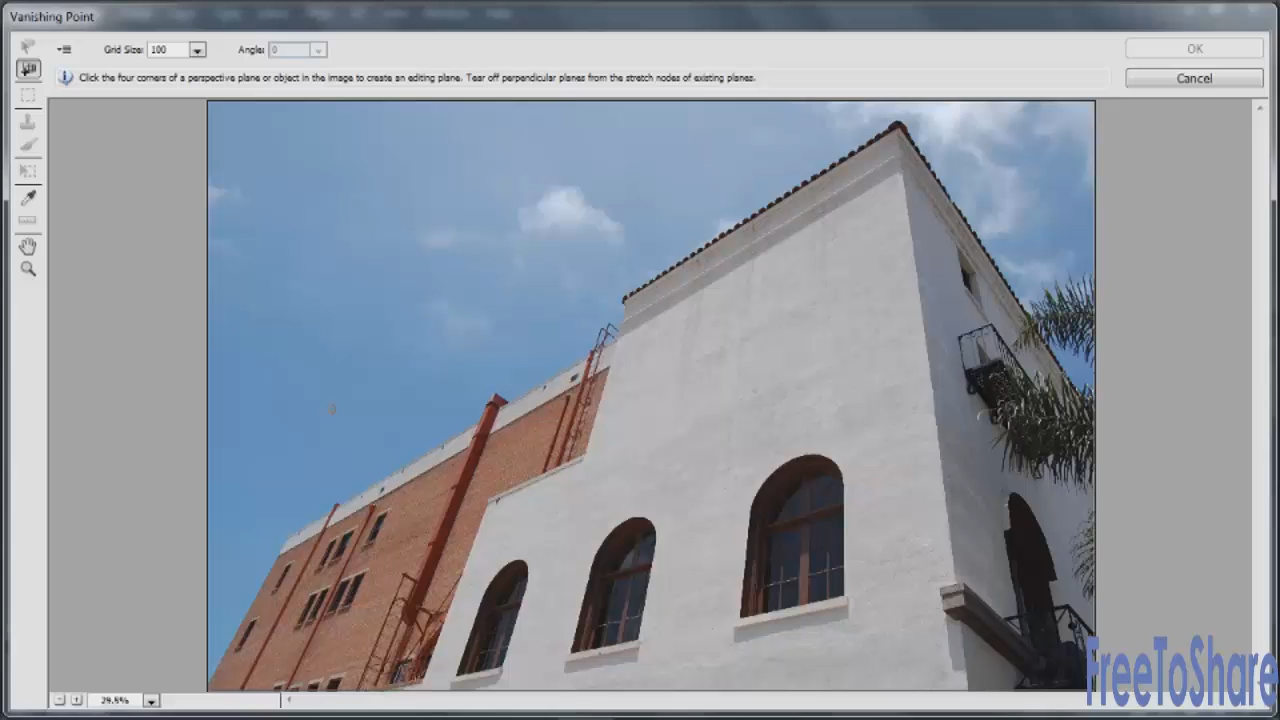 Vanishing Point
Grid Size: 100
Angle: 0
OK
Click the four corners of a perspective plane or object in the image to create an editing plane. Tear off perpendicular planes from the stretch nodes of existing planes.
Cancel
FreeToShare